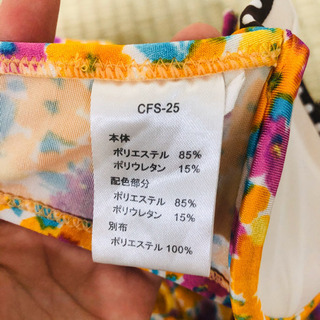 CFS-25
本体
ポリエステル 85%
ポリウレタン 15%
配色部分
ポリエステル 85%
ポリウレタン 15%
別布
ポリエステル 100%